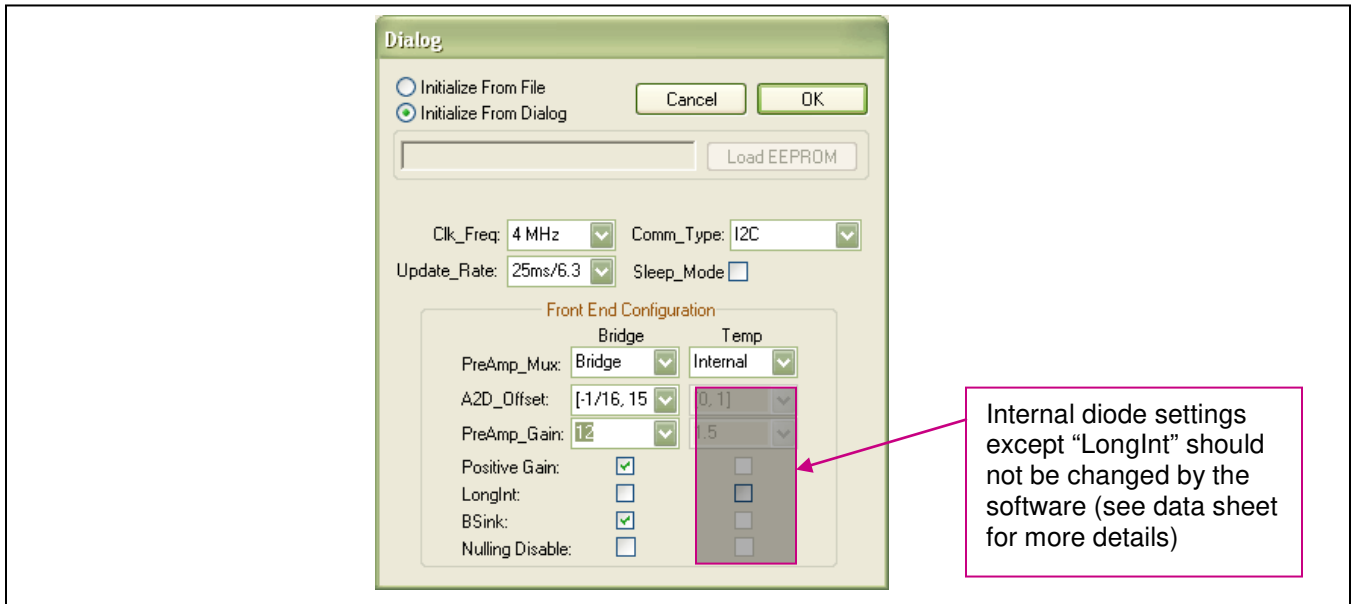 Dialog
Initialize From File
Initialize From Dialog
Cancel
OK
Load EEPROM
Clk_Freq: 4 MHz Comm_Type: I2C
Update_Rate: 25ms/6.3 Sleep_Mode
Front End Configuration
Bridge Temp
PreAmp_Mux: Bridge Internal
A2D_Offset: [-1/16, 15 [0, 1]
PreAmp_Gain: 12 1.5
Positive Gain:
LongInt:
BSink:
Nulling Disable:
Internal diode settings
except “LongInt” should
not be changed by the
software (see data sheet
for more details)